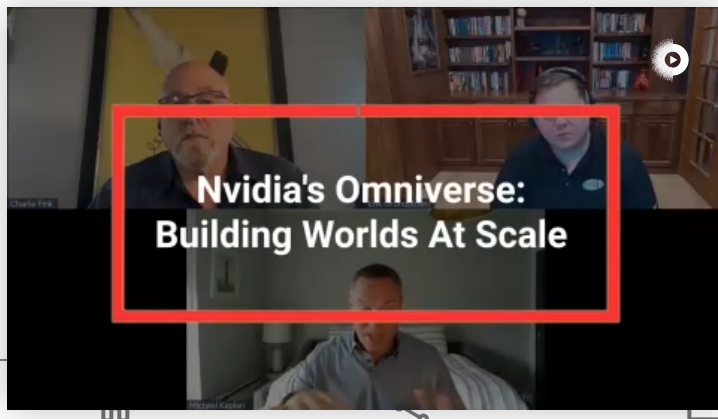 Charlie Fink
Nvidia's Omniverse:
Building Worlds At Scale
Michael Kaplan